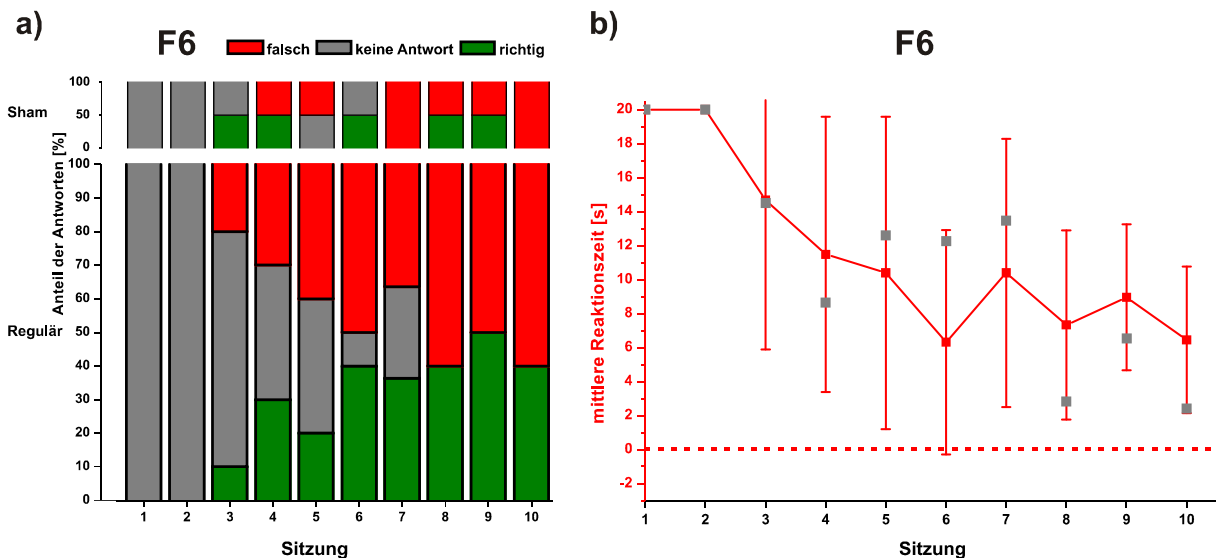 a)
F6
falsch
keine Antwort
richtig
Sham
Regulär
Anteil der Antworten [%]
100
50
0
100
90
80
70
60
50
40
30
20
10
0
1 2 3 4 5 6 7 8 9 10
Sitzung
b)
F6
mittlere Reaktionszeit [s]
20
18
16
14
12
10
8
6
4
2
0
-2
1 2 3 4 5 6 7 8 9 10
Sitzung